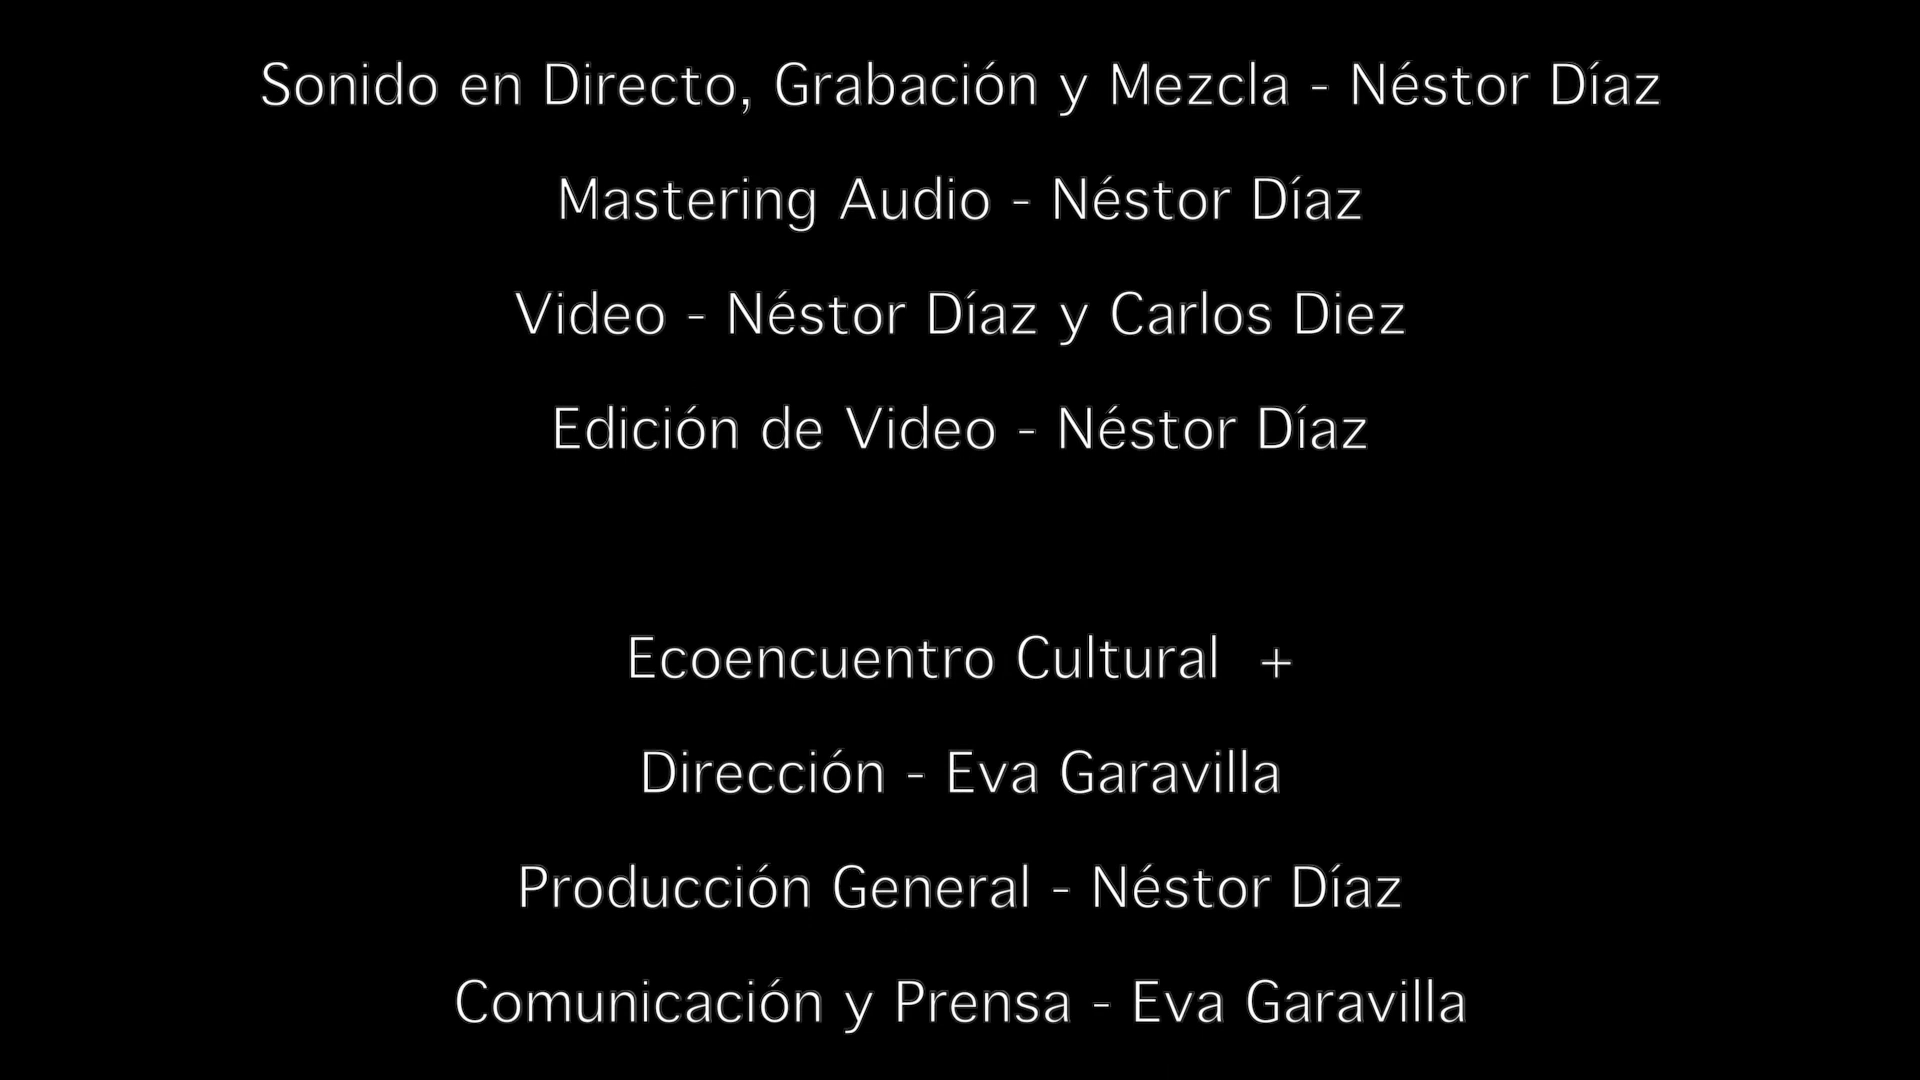 Sonido en Directo, Grabación y Mezcla - Néstor Díaz
Mastering Audio - Néstor Díaz
Video - Néstor Díaz y Carlos Diez
Edición de Video - Néstor Díaz
Ecoencuentro Cultural  +
Dirección - Eva Garavilla
Producción General - Néstor Díaz
Comunicación y Prensa - Eva Garavilla